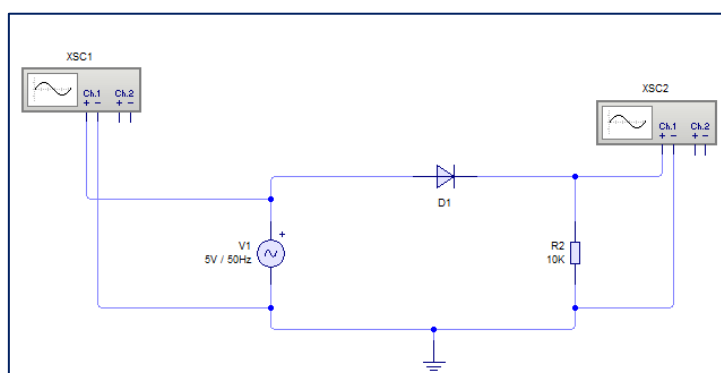 XSC1
Ch.1 Ch.2
+ − + −
XSC2
Ch.1 Ch.2
+ − + −
D1
+
V1
5V / 50Hz
R2
10K